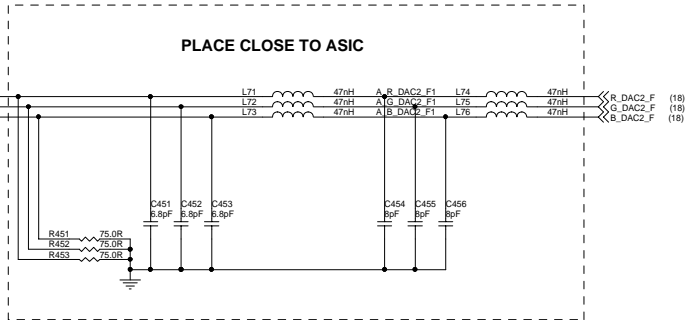 PLACE CLOSE TO ASIC
L71 47nH A_R_DAC2_F1 L74 47nH R_DAC2_F (18)
L72 47nH A_G_DAC2_F1 L75 47nH G_DAC2_F (18)
L73 47nH A_B_DAC2_F1 L76 47nH B_DAC2_F (18)
C451 C452 C453 C454 C455 C456
6.8pF 6.8pF 6.8pF 8pF 8pF 8pF
R451 75.0R
R452 75.0R
R453 75.0R